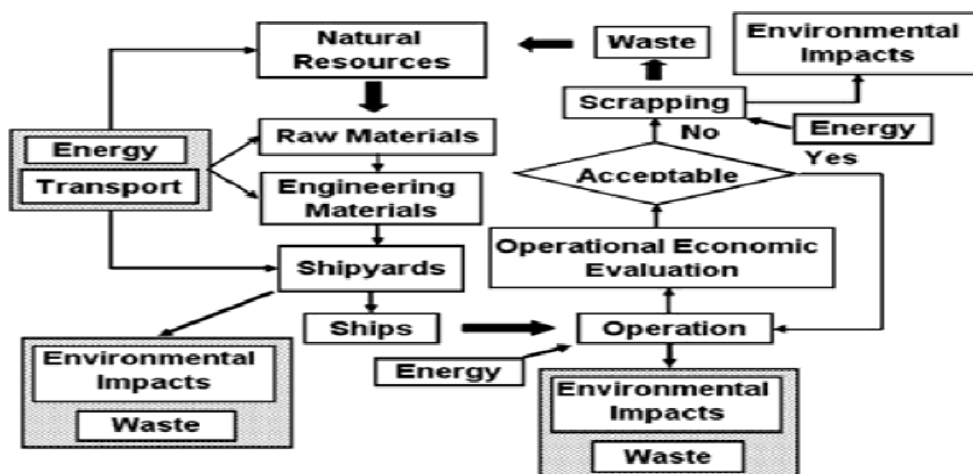 Natural
Resources
Waste
Environmental
Impacts
Scrapping
Energy
No
Yes
Raw Materials
Energy
Transport
Acceptable
Engineering
Materials
Operational Economic
Evaluation
Shipyards
Ships
Operation
Energy
Environmental
Impacts
Waste
Environmental
Impacts
Waste